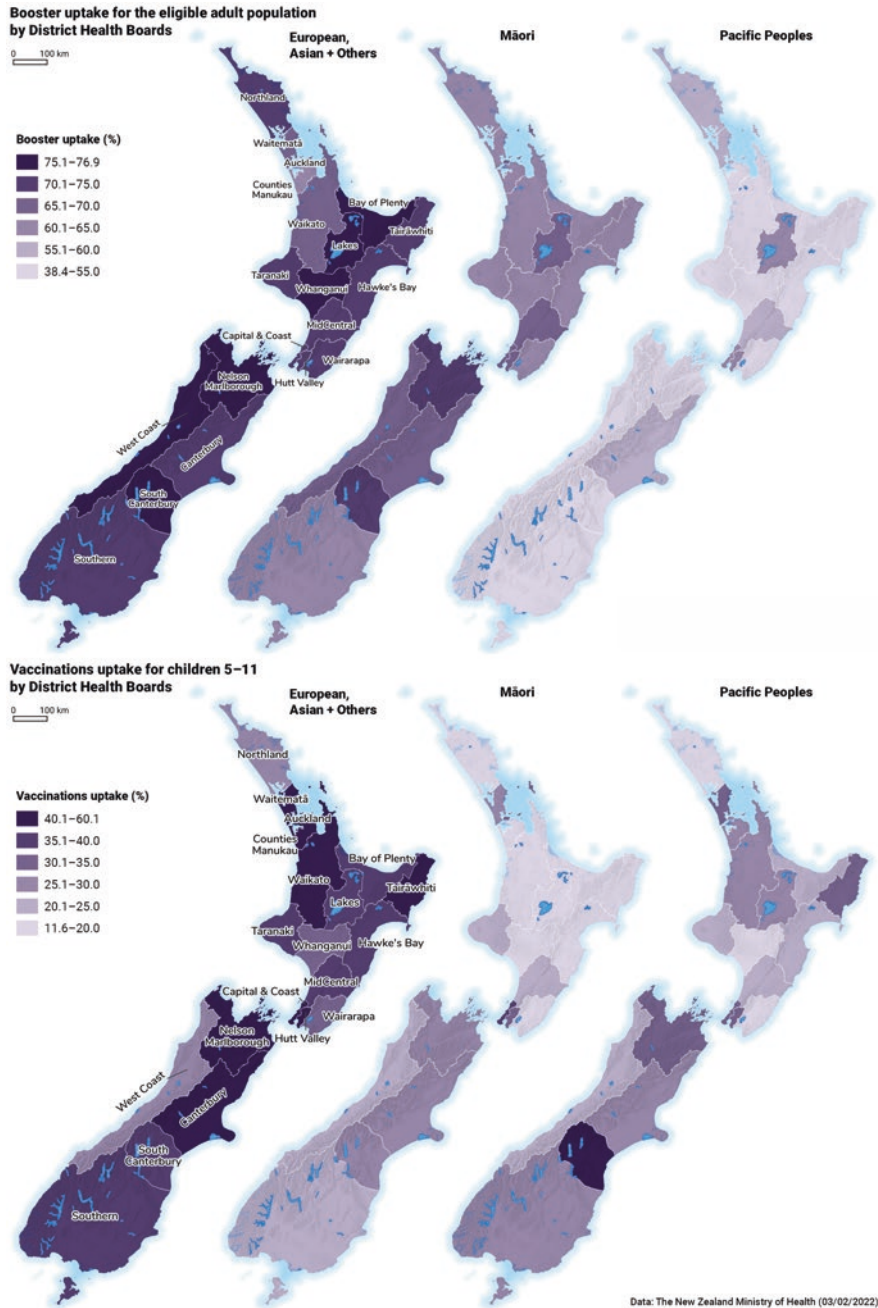 Booster uptake for the eligible adult population
by District Health Boards
0 100 km
European,
Asian + Others
Māori
Pacific Peoples
Booster uptake (%)
75.1–76.9
70.1–75.0
65.1–70.0
60.1–65.0
55.1–60.0
38.4–55.0
Northland
Waitematā
Auckland
Counties
Manukau
Bay of Plenty
Waikato
Tairāwhiti
Lakes
Taranaki
Whanganui
Hawke's Bay
MidCentral
Capital & Coast
Wairarapa
Hutt Valley
Nelson
Marlborough
West Coast
Canterbury
South
Canterbury
Southern
Vaccinations uptake for children 5–11
by District Health Boards
0 100 km
European,
Asian + Others
Māori
Pacific Peoples
Vaccinations uptake (%)
40.1–60.1
35.1–40.0
30.1–35.0
25.1–30.0
20.1–25.0
11.6–20.0
Northland
Waitematā
Auckland
Counties
Manukau
Bay of Plenty
Waikato
Tairāwhiti
Lakes
Taranaki
Whanganui
Hawke's Bay
MidCentral
Capital & Coast
Wairarapa
Hutt Valley
Nelson
Marlborough
West Coast
Canterbury
South
Canterbury
Southern
Data: The New Zealand Ministry of Health (03/02/2022)